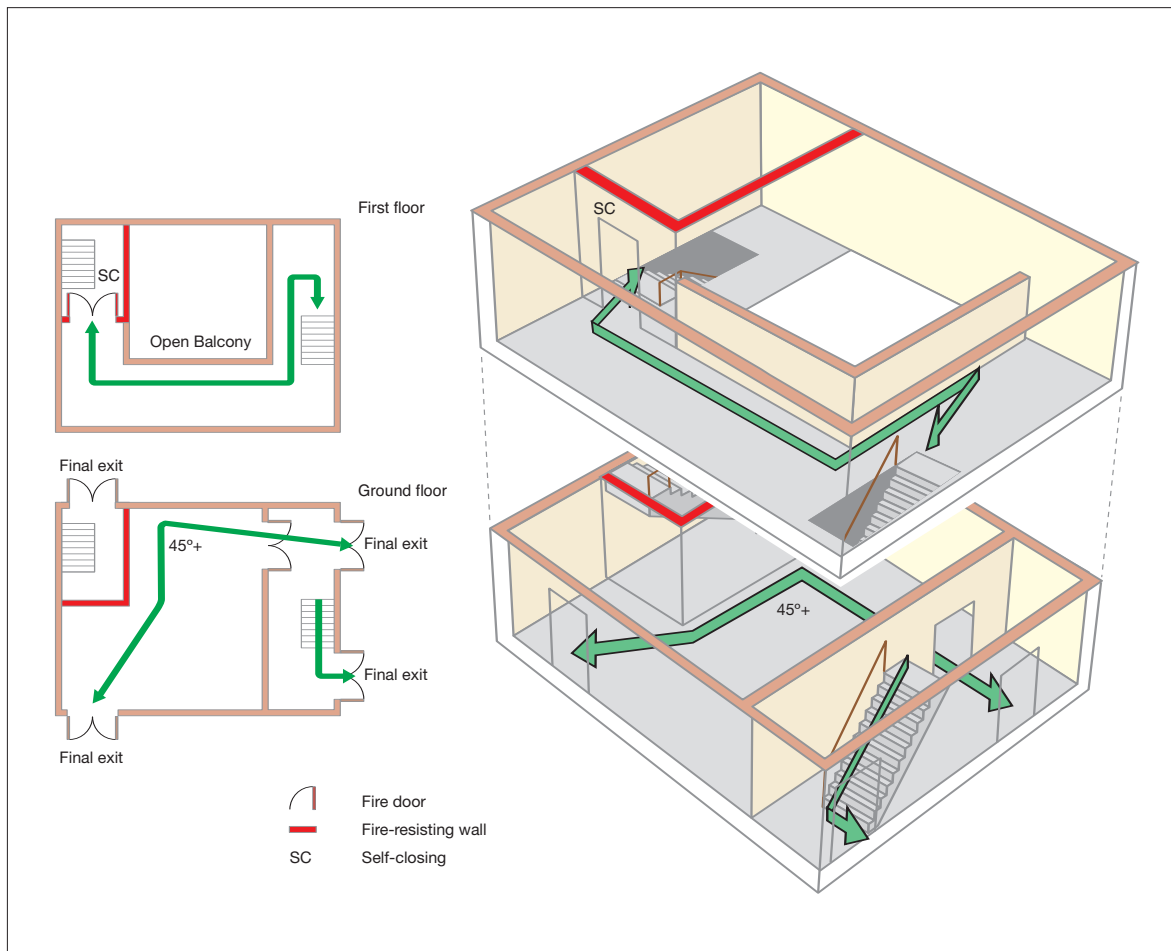 First floor
SC
Open Balcony
Final exit
Ground floor
45º+
Final exit
Final exit
Final exit
Fire door
Fire-resisting wall
SC
Self-closing
SC
45º+